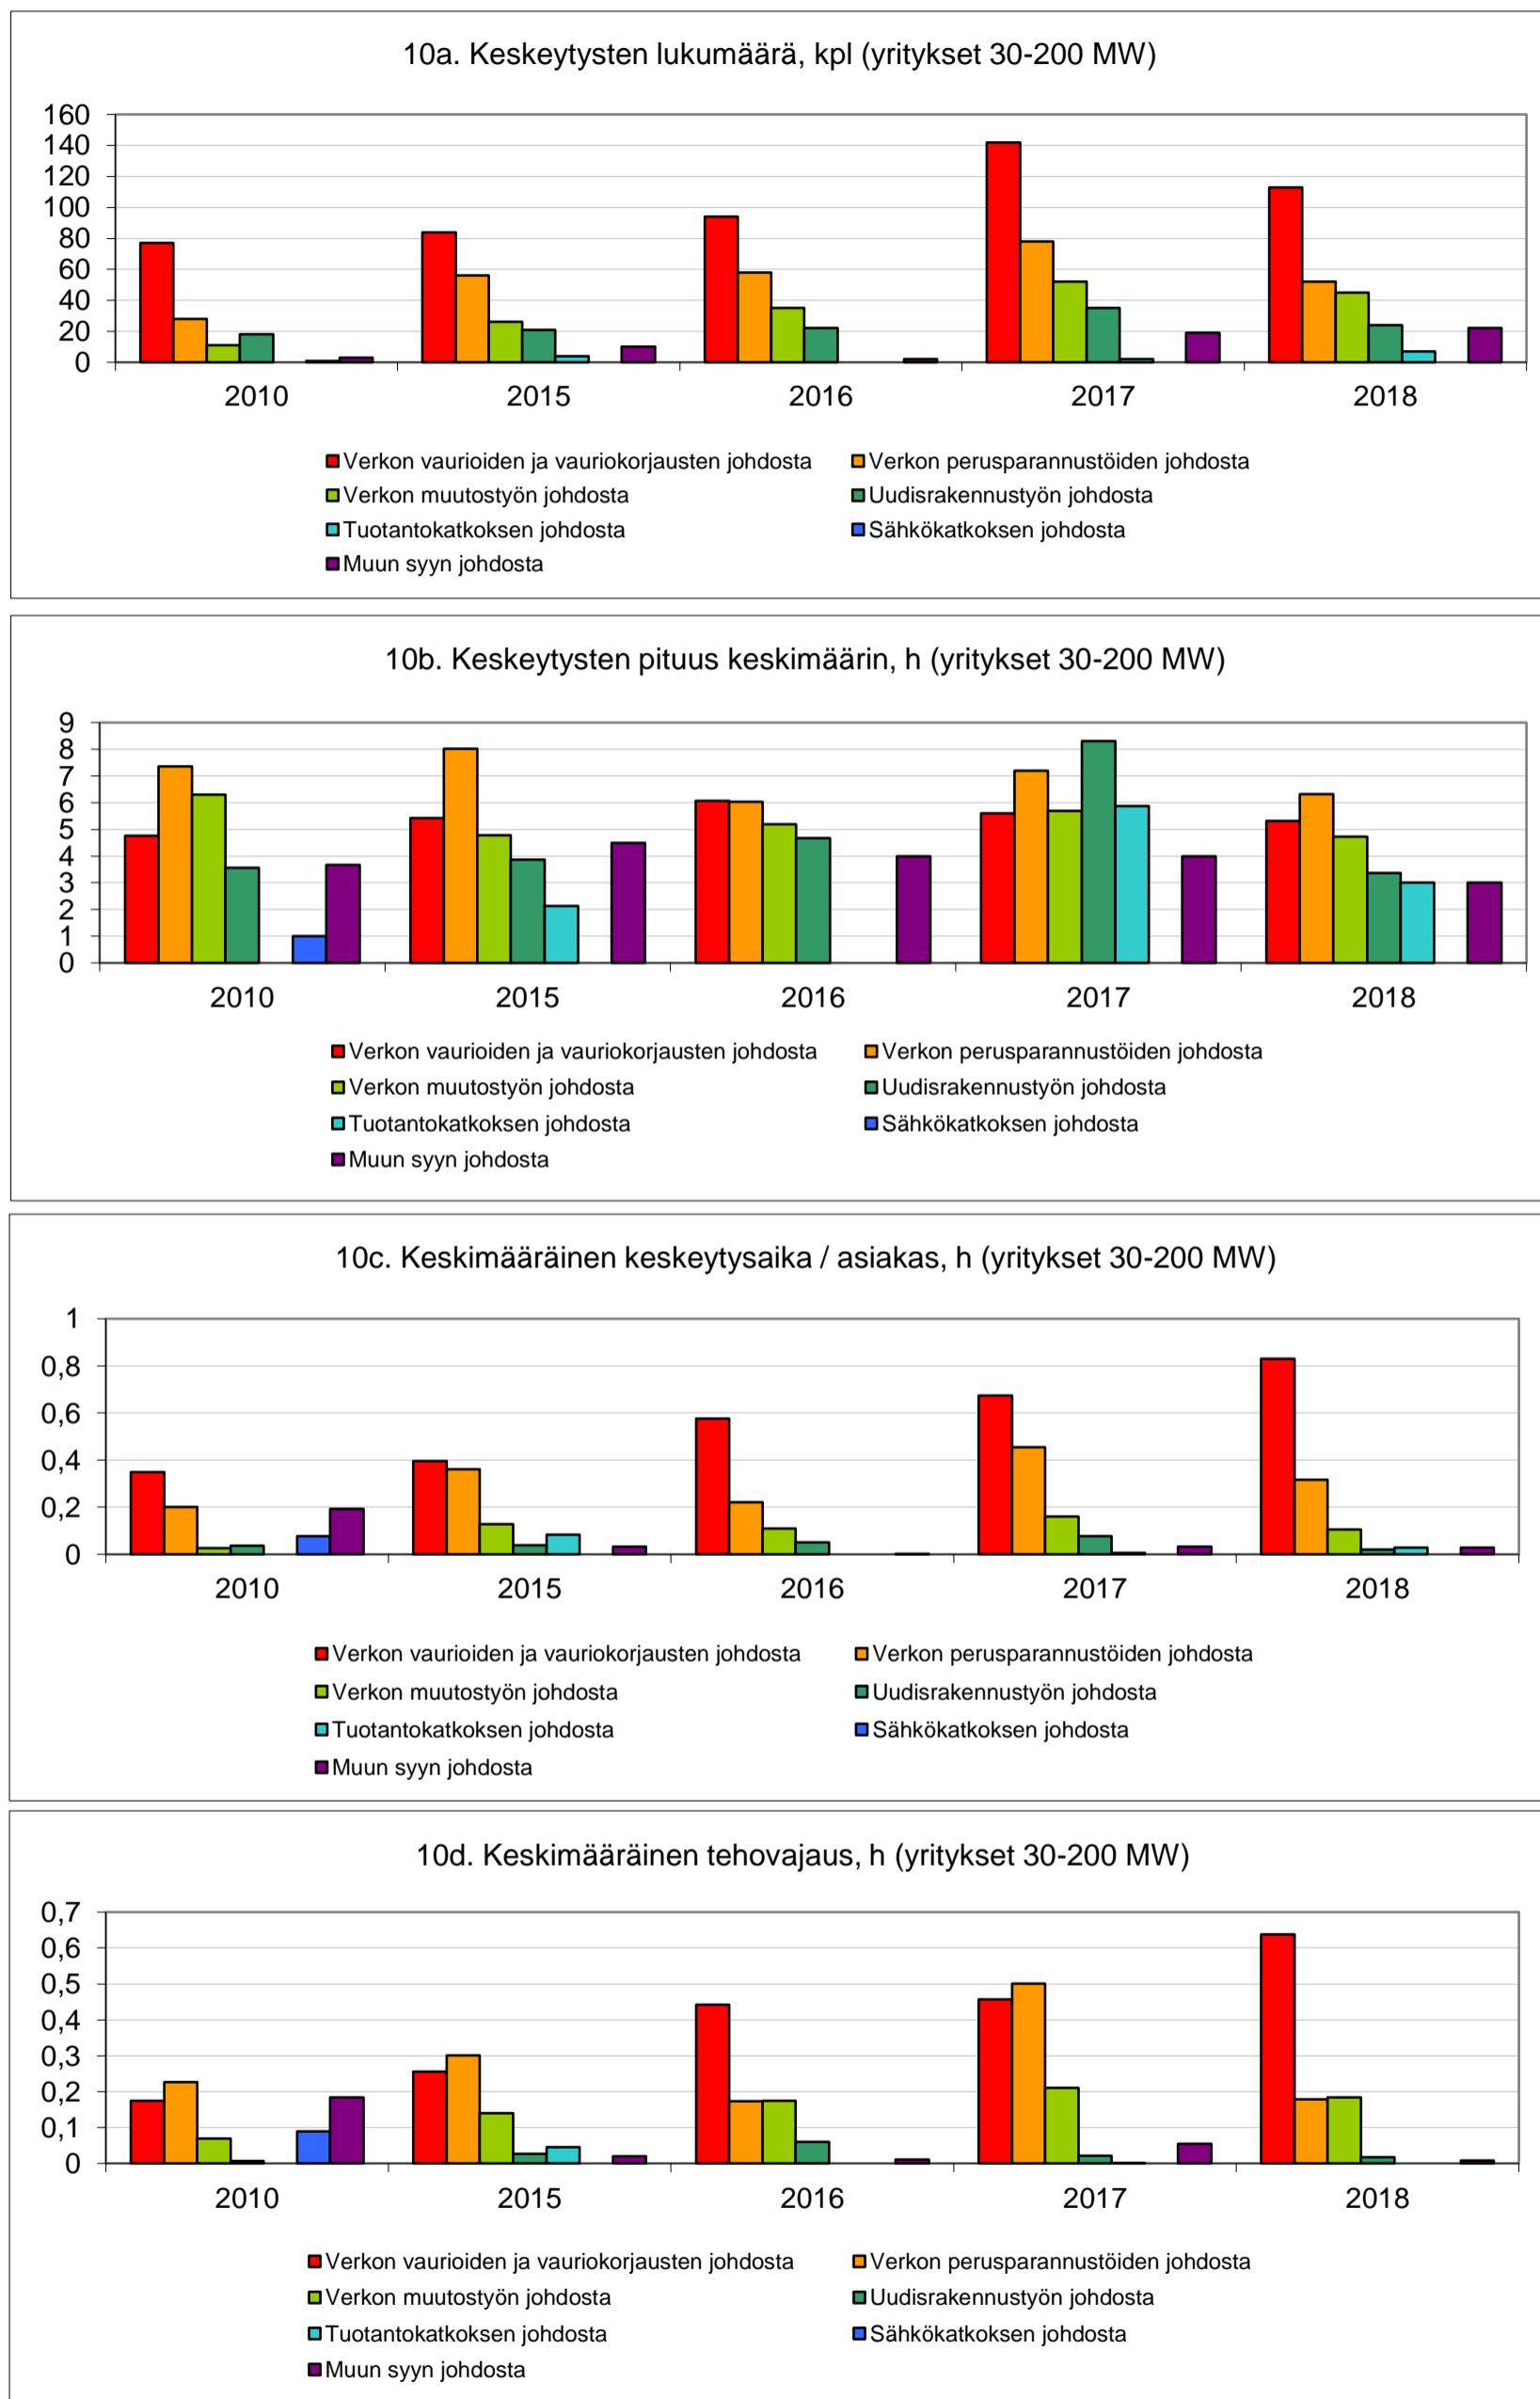 10a. Keskeytysten lukumäärä, kpl (yritykset 30-200 MW)
160
140
120
100
80
60
40
20
0
2010 2015 2016 2017 2018
Verkon vaurioiden ja vauriokorjausten johdosta Verkon perusparannustöiden johdosta
Verkon muutostyön johdosta Uudisrakennustyön johdosta
Tuotantokatkoksen johdosta Sähkökatkoksen johdosta
Muun syyn johdosta
10b. Keskeytysten pituus keskimäärin, h (yritykset 30-200 MW)
9
8
7
6
5
4
3
2
1
0
2010 2015 2016 2017 2018
Verkon vaurioiden ja vauriokorjausten johdosta Verkon perusparannustöiden johdosta
Verkon muutostyön johdosta Uudisrakennustyön johdosta
Tuotantokatkoksen johdosta Sähkökatkoksen johdosta
Muun syyn johdosta
10c. Keskimääräinen keskeytysaika / asiakas, h (yritykset 30-200 MW)
1
0,8
0,6
0,4
0,2
0
2010 2015 2016 2017 2018
Verkon vaurioiden ja vauriokorjausten johdosta Verkon perusparannustöiden johdosta
Verkon muutostyön johdosta Uudisrakennustyön johdosta
Tuotantokatkoksen johdosta Sähkökatkoksen johdosta
Muun syyn johdosta
10d. Keskimääräinen tehovajaus, h (yritykset 30-200 MW)
0,7
0,6
0,5
0,4
0,3
0,2
0,1
0
2010 2015 2016 2017 2018
Verkon vaurioiden ja vauriokorjausten johdosta Verkon perusparannustöiden johdosta
Verkon muutostyön johdosta Uudisrakennustyön johdosta
Tuotantokatkoksen johdosta Sähkökatkoksen johdosta
Muun syyn johdosta